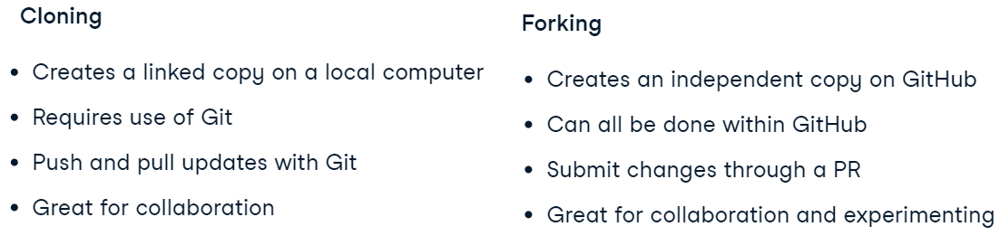 Cloning
• Creates a linked copy on a local computer
• Requires use of Git
• Push and pull updates with Git
• Great for collaboration
Forking
• Creates an independent copy on GitHub
• Can all be done within GitHub
• Submit changes through a PR
• Great for collaboration and experimenting